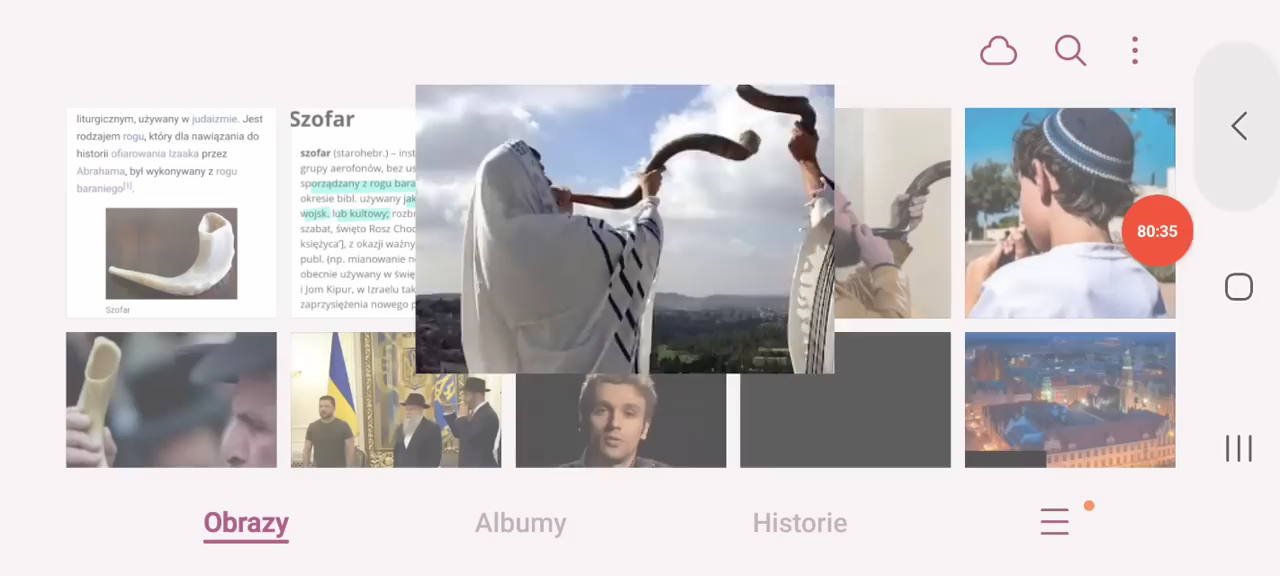 liturgicznym, używany w judaizmie. Jest
rodzajem rogu, który dla nawiązania do
historii ofiarowania Izaaka przez
Abrahama, był wykonywany z rogu
baraniego[1].
Szofar
Szofar
szofar (starohebr.) – inst
grupy aerofonów, bez us
sporządzany z rogu bara
okresie bibl. używany jak
wojsk. lub kultowy; rozbr
szabat, święto Rosz Choc
księżyca'], z okazji ważny
publ. (np. mianowanie n
obecnie używany w świę
i Jom Kipur, w Izraelu tak
zaprzysiężenia nowego p
80:35
Obrazy
Albumy
Historie